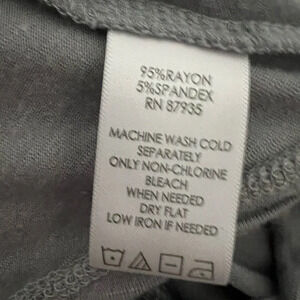 95%RAYON
5%SPANDEX
RN 87935
MACHINE WASH COLD
SEPARATELY
ONLY NON-CHLORINE
BLEACH
WHEN NEEDED
DRY FLAT
LOW IRON IF NEEDED